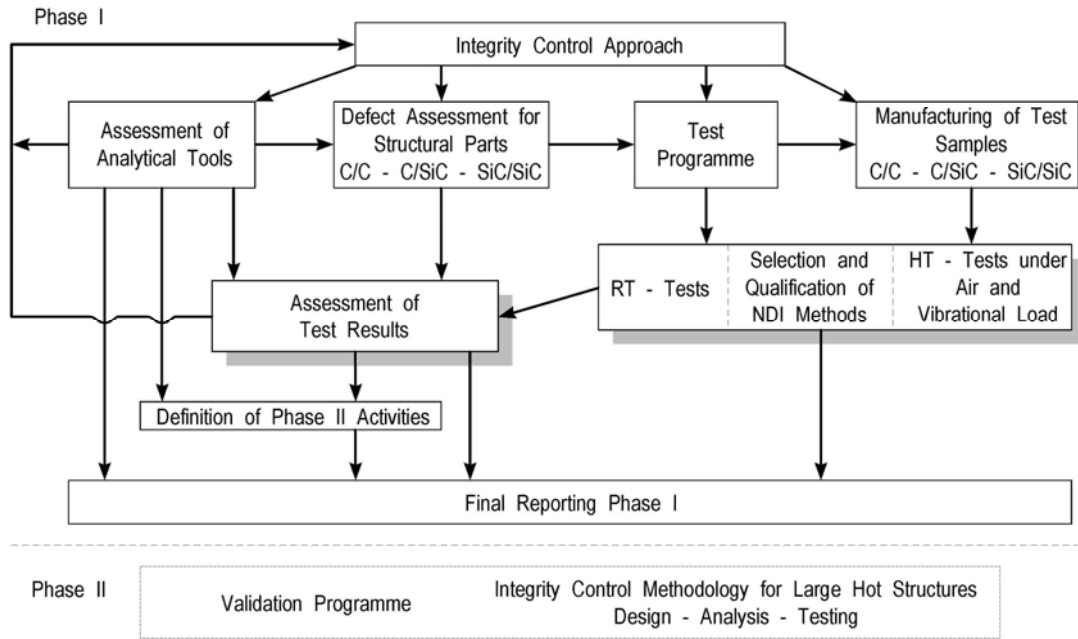 Phase I
Integrity Control Approach
Assessment of
Analytical Tools
Defect Assessment for
Structural Parts
C/C - C/SiC - SiC/SiC
Test
Programme
Manufacturing of Test
Samples
C/C - C/SiC - SiC/SiC
Assessment of
Test Results
RT - Tests
Selection and
Qualification of
NDI Methods
HT - Tests under
Air and
Vibrational Load
Definition of Phase II Activities
Final Reporting Phase I
Phase II
Validation Programme
Integrity Control Methodology for Large Hot Structures
Design - Analysis - Testing